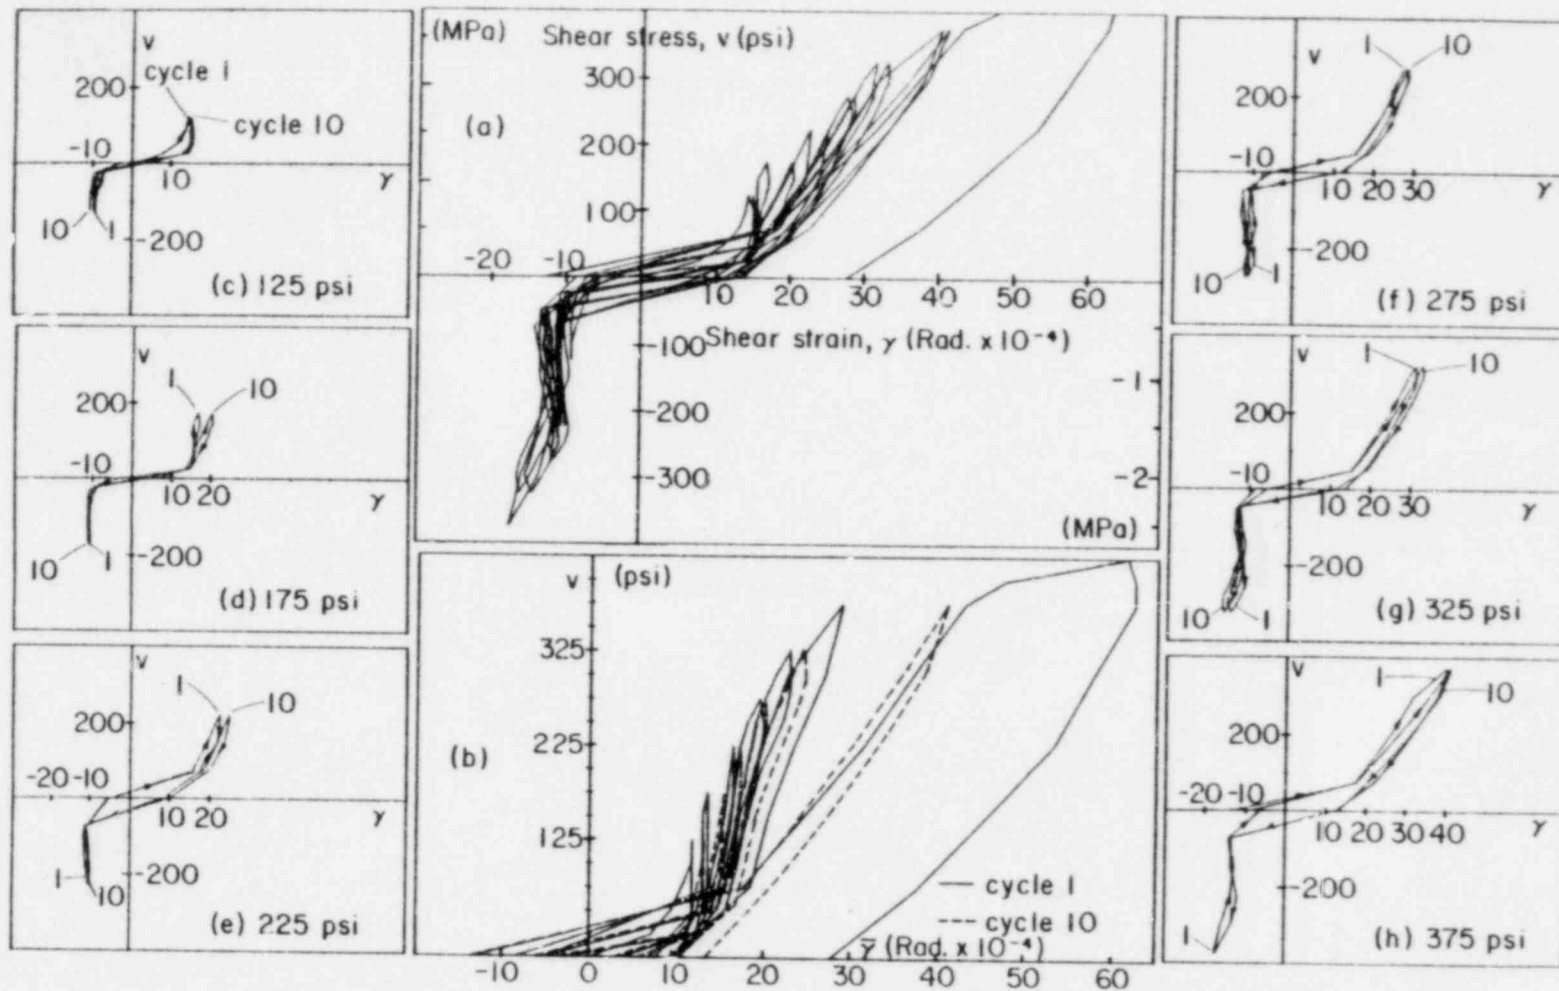 v
cycle 1
200
cycle 10
-10
10
γ
10
1
-200
(c) 125 psi
v
1
10
200
-10
10 20
γ
10
1
-200
(d) 175 psi
v
1
10
200
-20 -10
10 20
γ
1
10
-200
(e) 225 psi
(MPa)
Shear stress, v (psi)
300
(a)
200
100
-20
-10
10 20 30 40 50 60
-100
Shear strain, γ (Rad. x 10⁻⁴)
-1
-200
-300
-2
(MPa)
v (psi)
325
225
(b)
125
cycle 1
cycle 10
γ̅ (Rad. x 10⁻⁴)
-10 0 10 20 30 40 50 60
v
1
10
200
-10
10 20 30
γ
-200
10
1
(f) 275 psi
v
1
10
200
-10
10 20 30
γ
-200
10
1
(g) 325 psi
v
1
10
200
-20 -10
10 20 30 40
γ
-200
1
(h) 375 psi